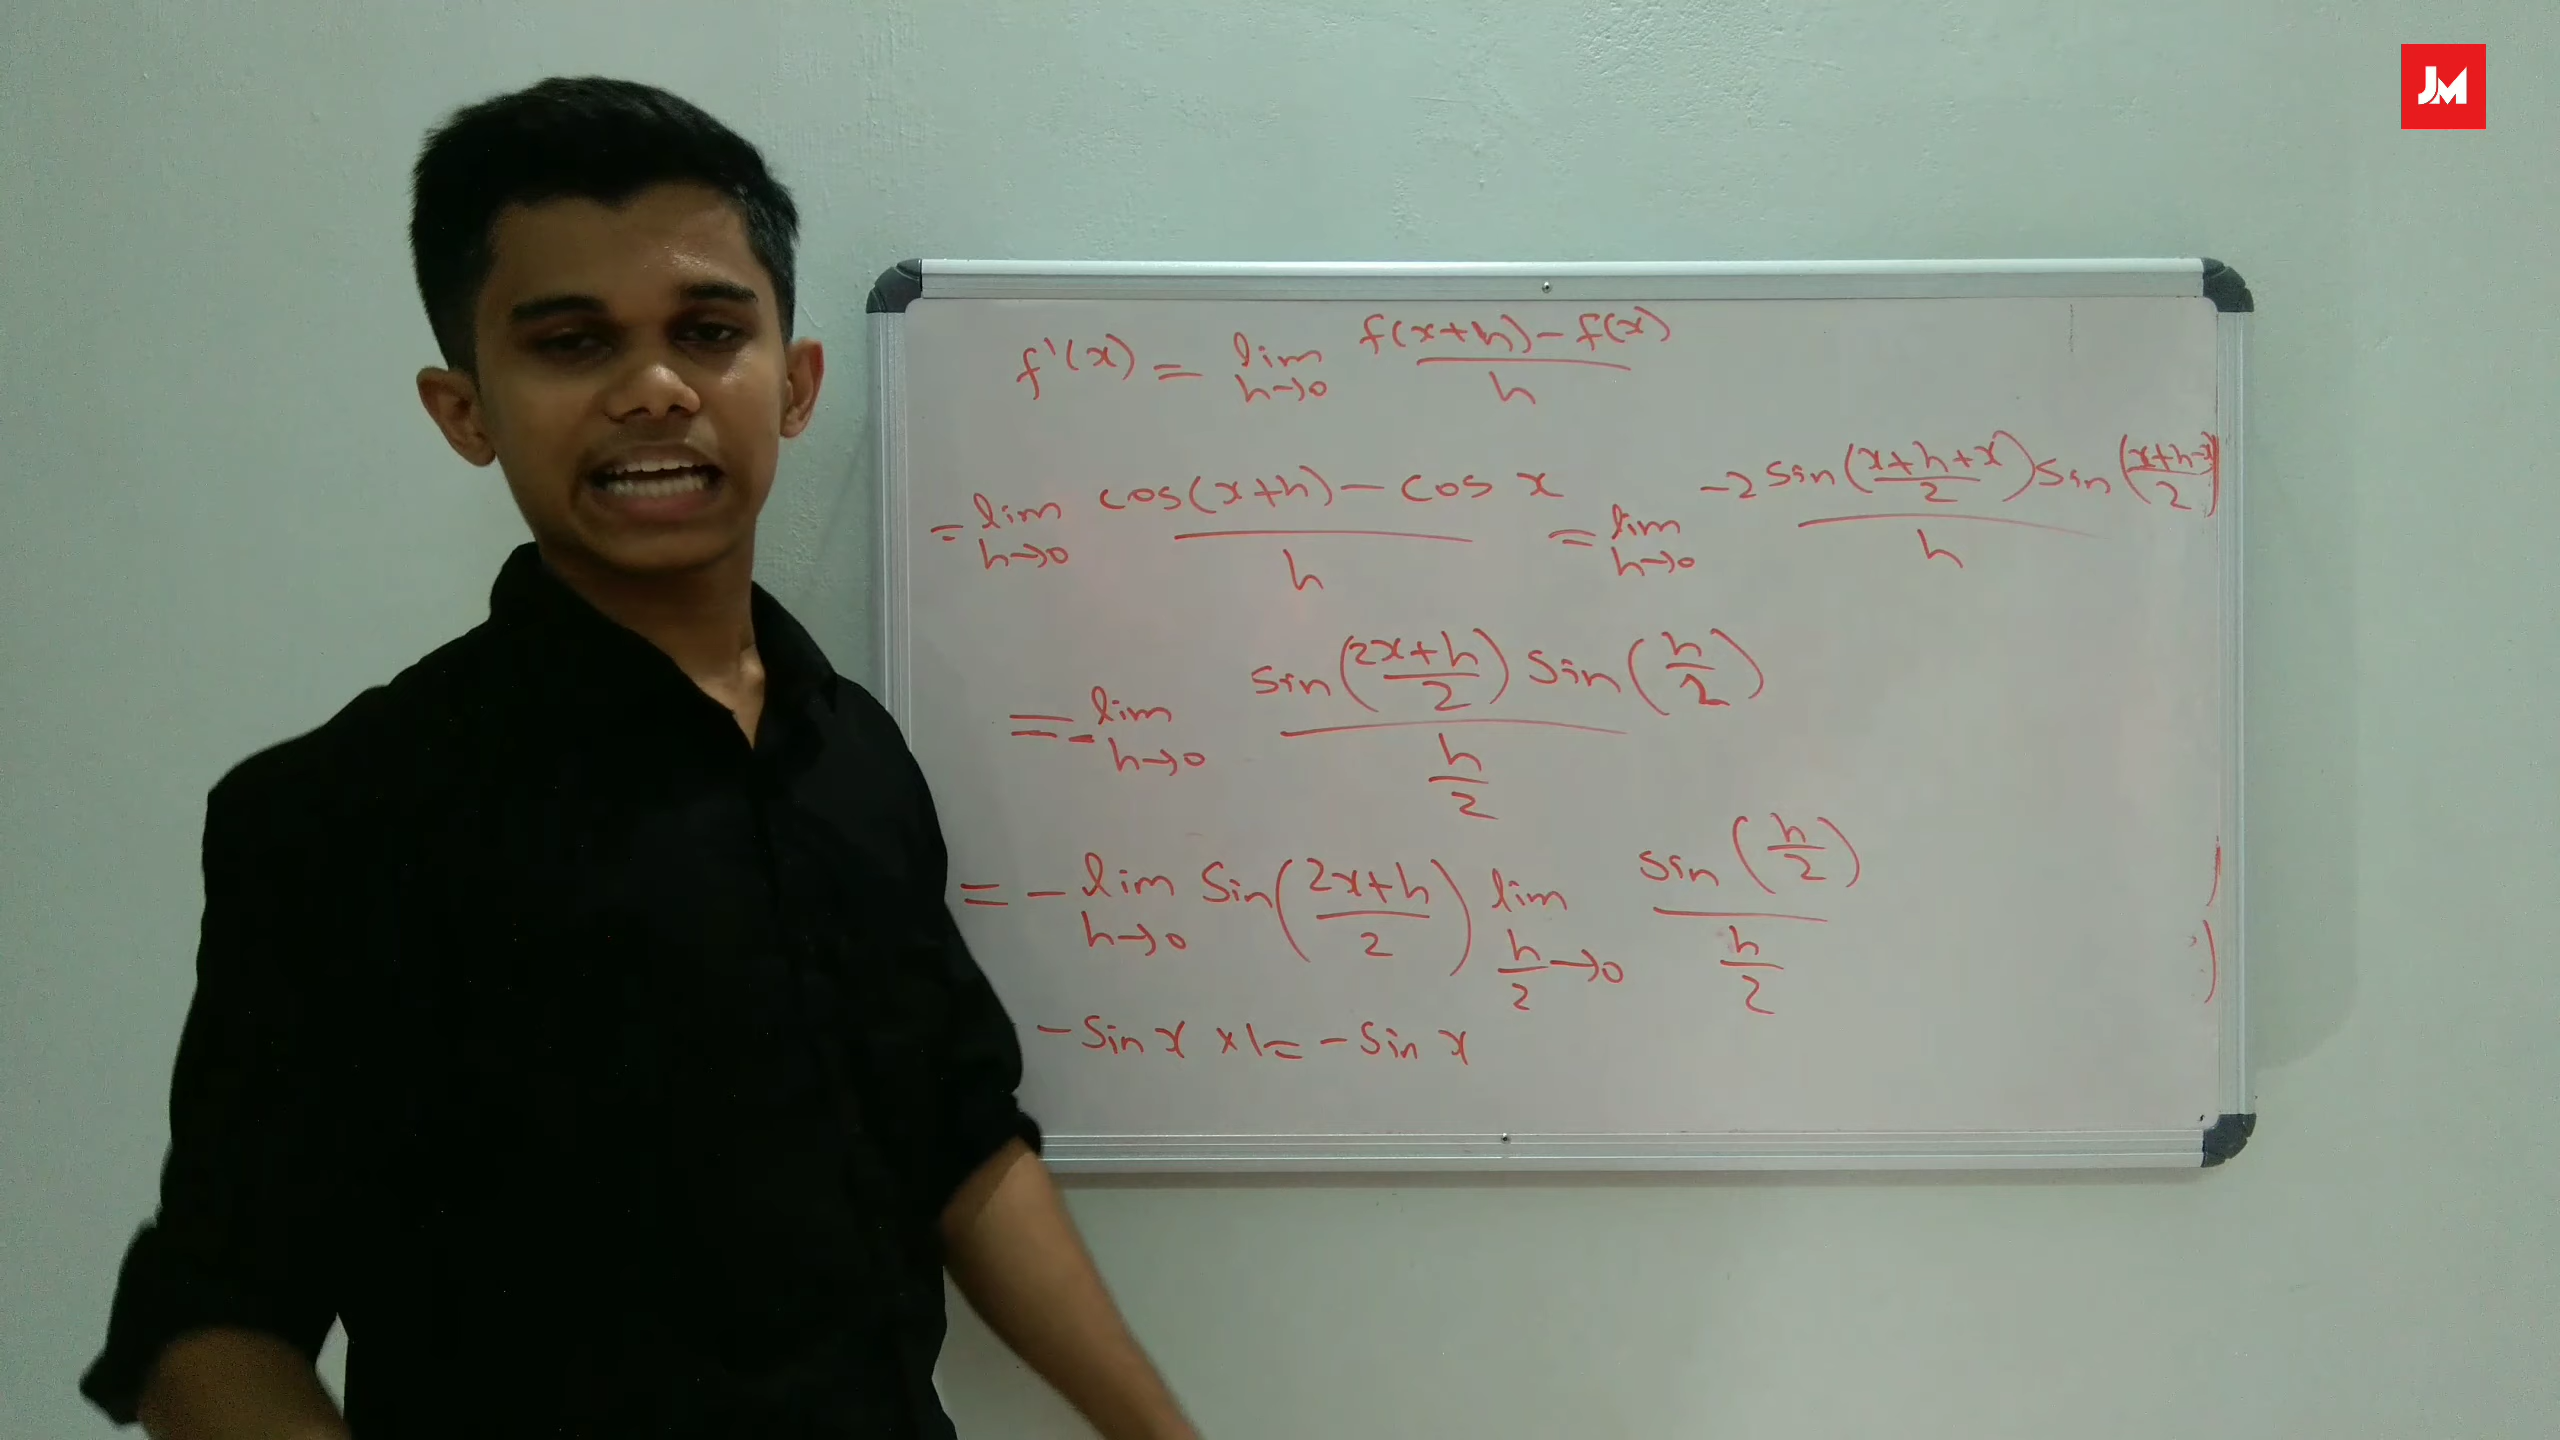 JM
f'(x) = lim h→0 f(x+h)-f(x) / h
= lim h→0 cos(x+h)-cos x / h = lim h→0 -2 sin(x+h+x / 2) sin(x+h-x / 2) / h
= - lim h→0 sin(2x+h / 2) sin(h / 2) / h / 2
= - lim h→0 sin(2x+h / 2) lim h/2→0 sin(h / 2) / h / 2
-sin x ×1= -sin x